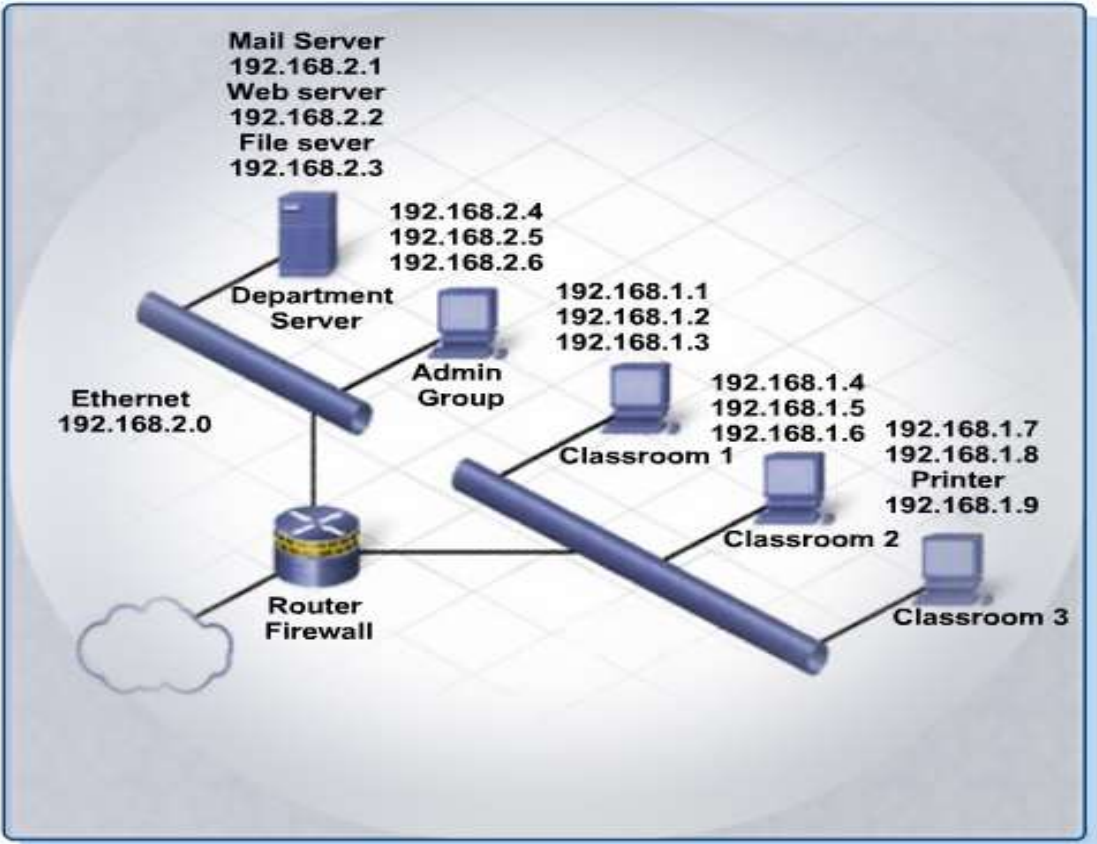 Mail Server
192.168.2.1
Web server
192.168.2.2
File sever
192.168.2.3
192.168.2.4
192.168.2.5
192.168.2.6
Department
Server
192.168.1.1
192.168.1.2
192.168.1.3
Admin
Group
Ethernet
192.168.2.0
192.168.1.4
192.168.1.5
192.168.1.6
Classroom 1
192.168.1.7
192.168.1.8
Printer
192.168.1.9
Classroom 2
Router
Firewall
Classroom 3